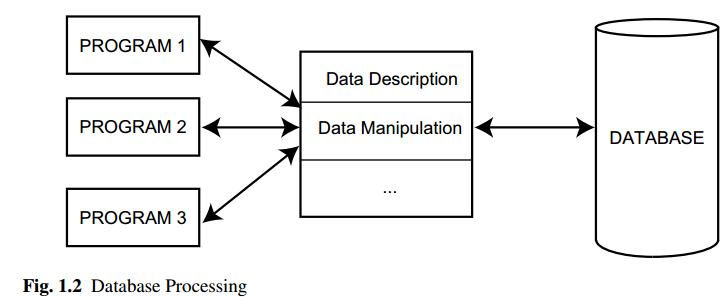 PROGRAM 1
PROGRAM 2
PROGRAM 3
Data Description
Data Manipulation
...
DATABASE
Fig. 1.2 Database Processing